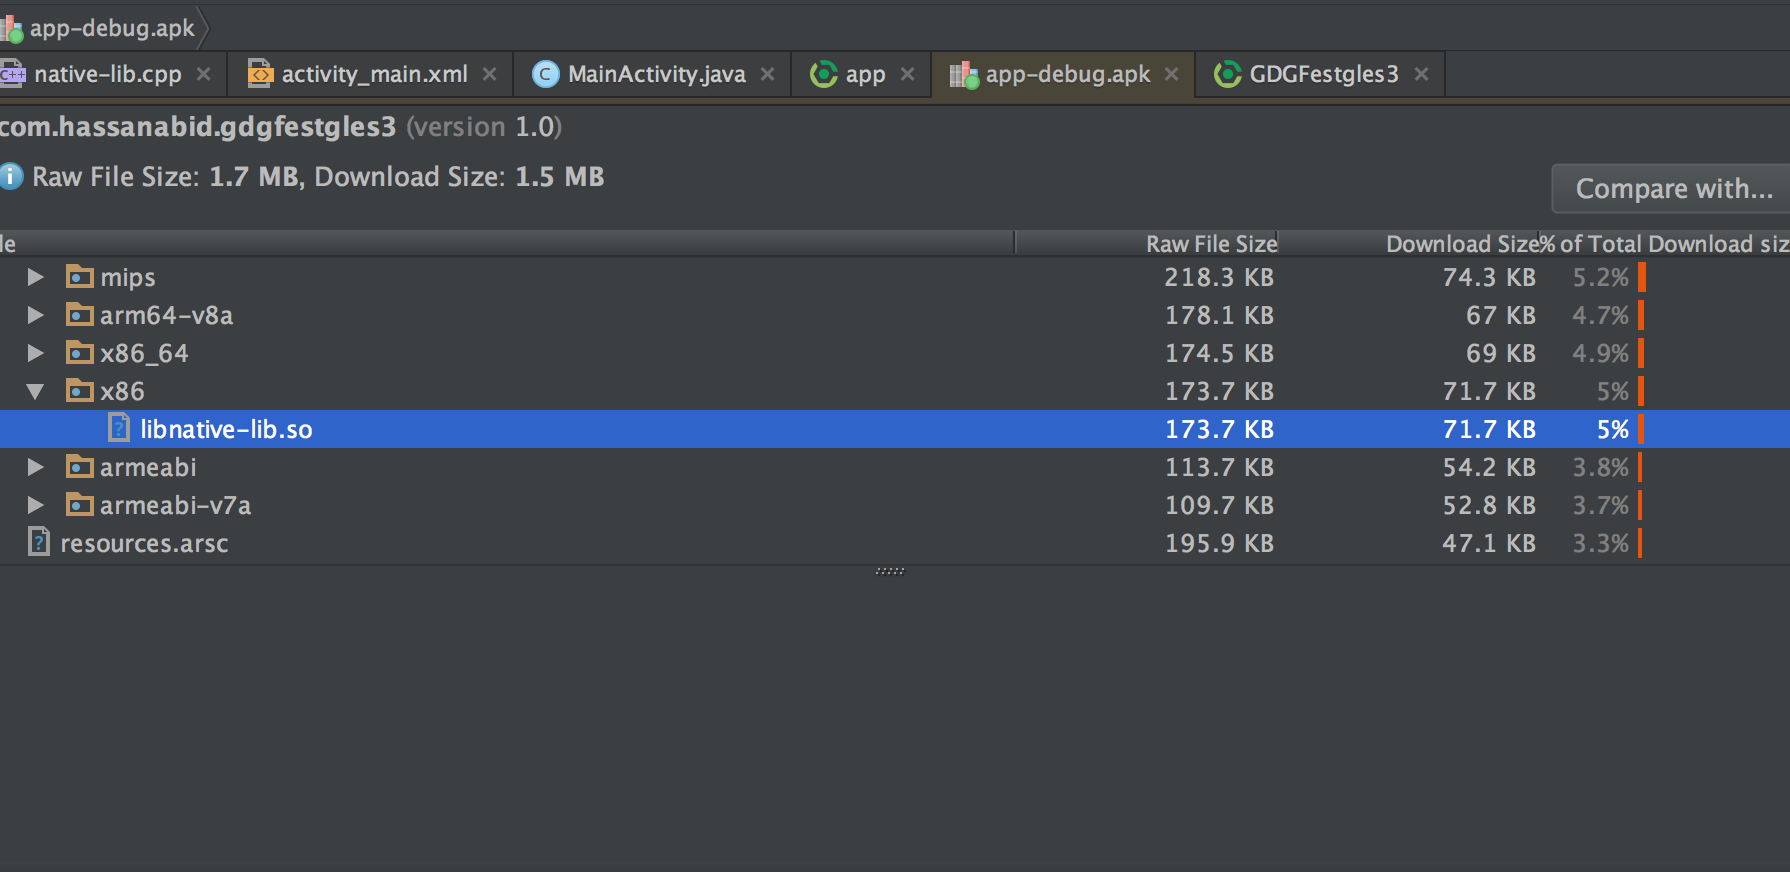 app-debug.apk
native-lib.cpp activity_main.xml MainActivity.java app app-debug.apk GDGFestgles3
com.hassanabid.gdgfestgles3 (version 1.0)
Raw File Size: 1.7 MB, Download Size: 1.5 MB
Compare with...
le Raw File Size Download Size % of Total Download siz
mips 218.3 KB 74.3 KB 5.2%
arm64-v8a 178.1 KB 67 KB 4.7%
x86_64 174.5 KB 69 KB 4.9%
x86 173.7 KB 71.7 KB 5%
libnative-lib.so 173.7 KB 71.7 KB 5%
armeabi 113.7 KB 54.2 KB 3.8%
armeabi-v7a 109.7 KB 52.8 KB 3.7%
resources.arsc 195.9 KB 47.1 KB 3.3%